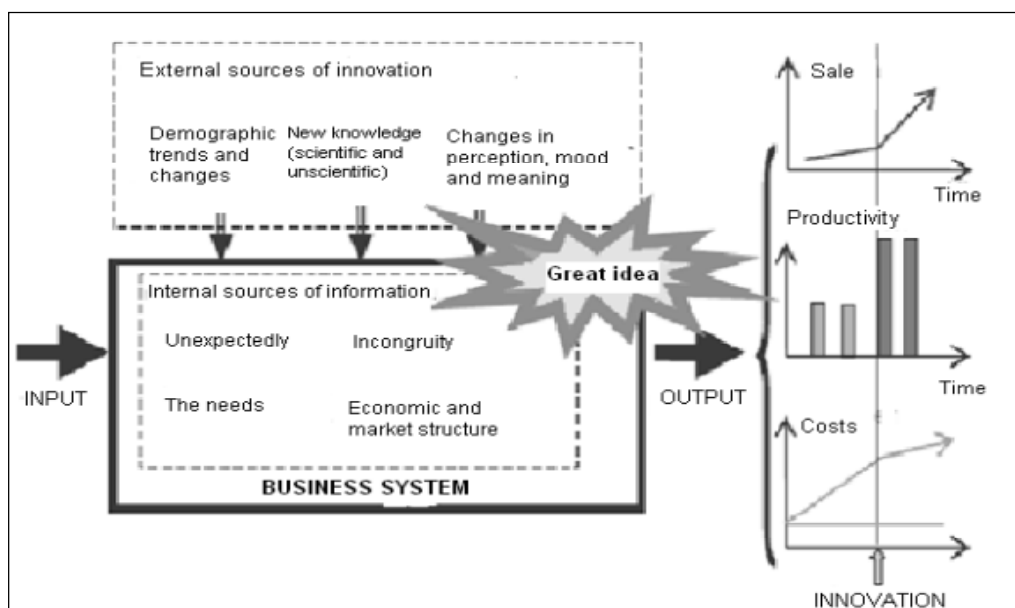 External sources of innovation
Demographic
trends and
changes
New knowledge
(scientific and
unscientific)
Changes in
perception, mood
and meaning
Great idea
Internal sources of information
Unexpectedly
Incongruity
The needs
Economic and
market structure
BUSINESS SYSTEM
INPUT
OUTPUT
Sale
Time
Productivity
Time
Costs
INNOVATION